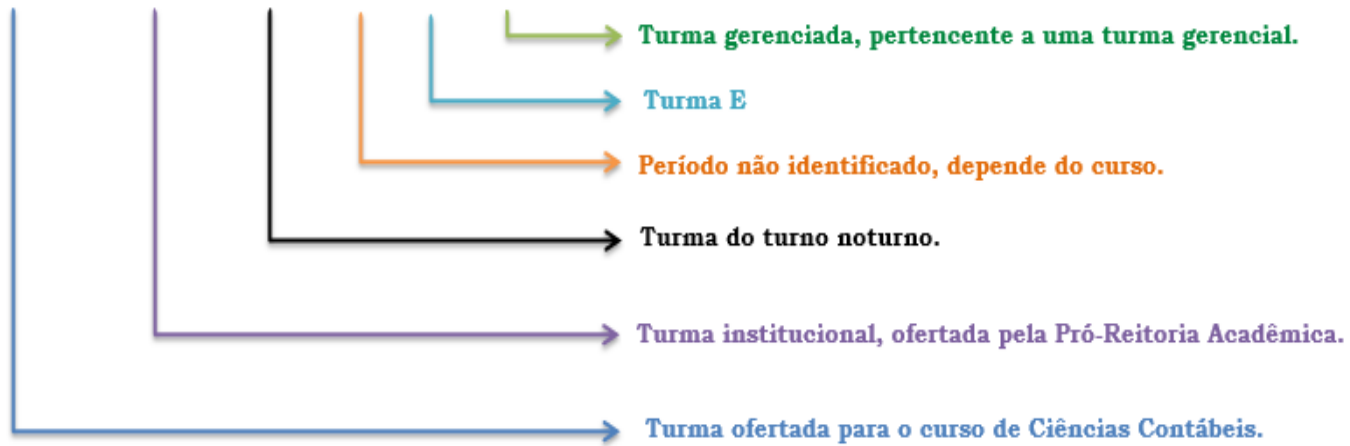 Turma gerenciada, pertencente a uma turma gerencial.
Turma E
Período não identificado, depende do curso.
Turma do turno noturno.
Turma institucional, ofertada pela Pró-Reitoria Acadêmica.
Turma ofertada para o curso de Ciências Contábeis.